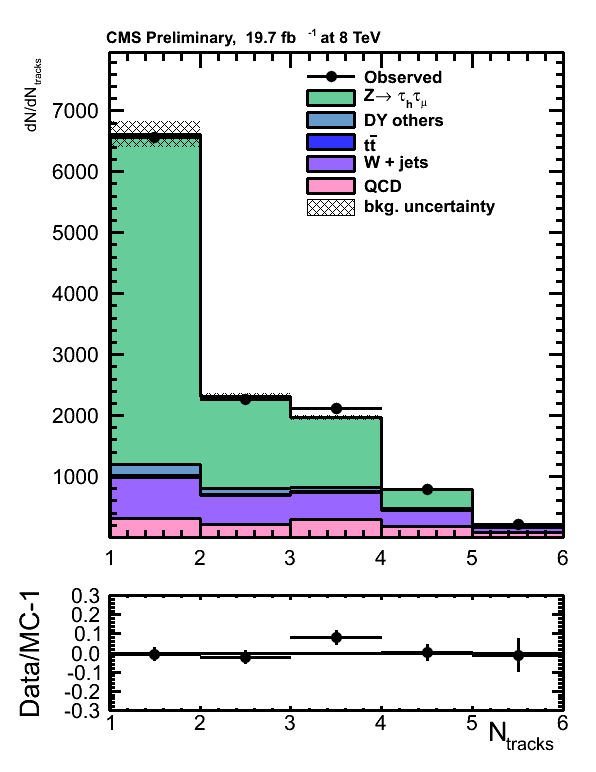 CMS Preliminary, 19.7 fb⁻¹ at 8 TeV
dN/dN_tracks
7000
6000
5000
4000
3000
2000
1000
Observed
Z→ τ_h τ_μ
DY others
tt̄
W + jets
QCD
bkg. uncertainty
1 2 3 4 5 6
Data/MC-1
0.3
0.2
0.1
0.0
-0.1
-0.2
-0.3
1 2 3 4 5 6
N_tracks